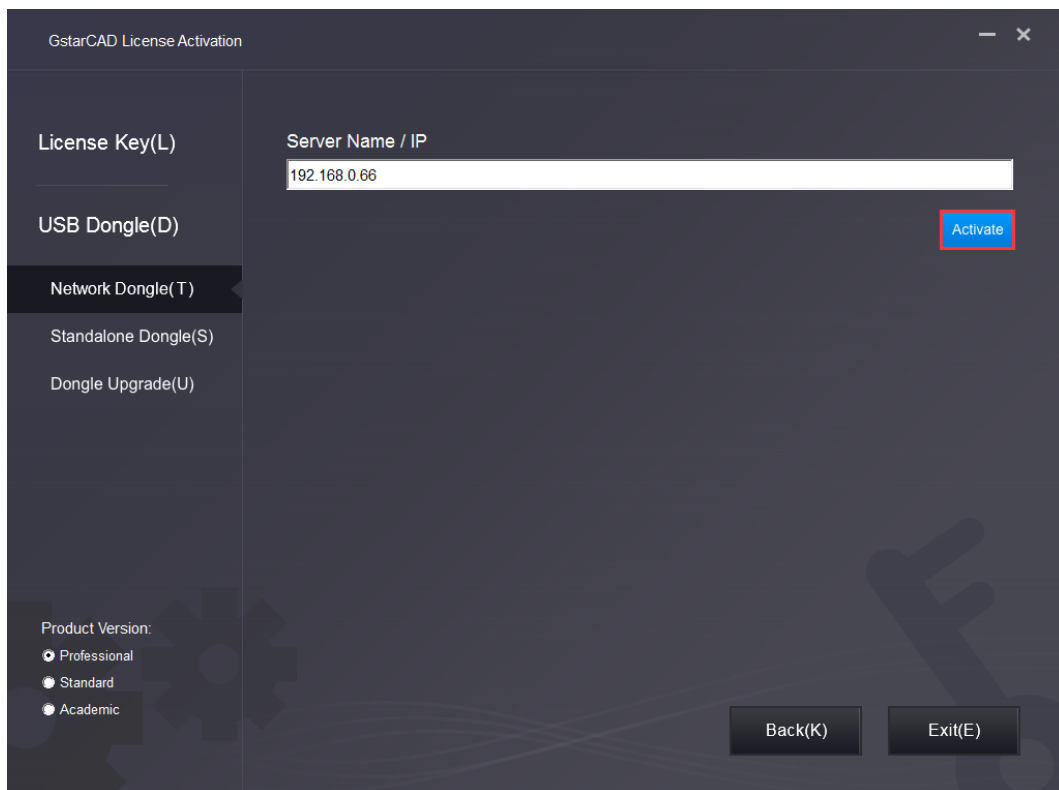 GstarCAD License Activation
License Key(L)
USB Dongle(D)
Network Dongle(T)
Standalone Dongle(S)
Dongle Upgrade(U)
Server Name / IP
192.168.0.66
Activate
Product Version:
Professional
Standard
Academic
Back(K)
Exit(E)